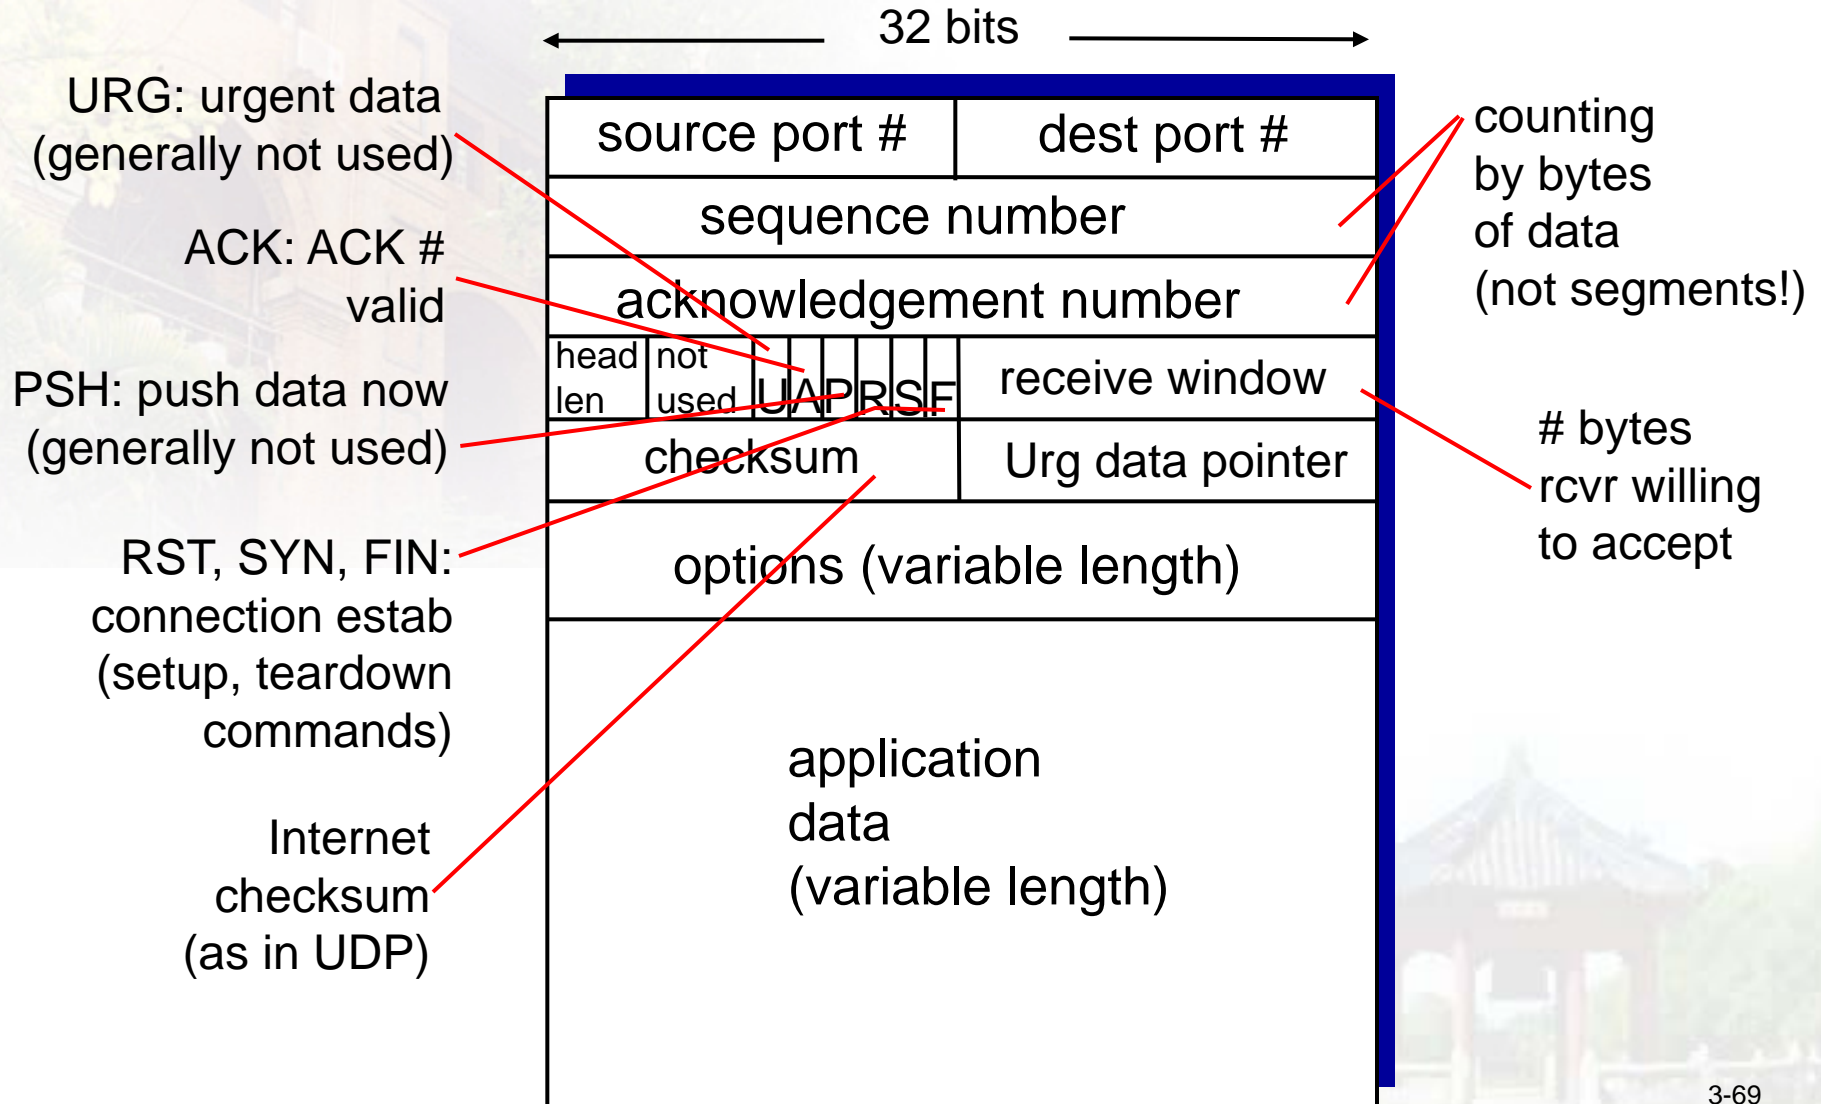 32 bits
URG: urgent data
(generally not used)
ACK: ACK #
valid
PSH: push data now
(generally not used)
RST, SYN, FIN:
connection estab
(setup, teardown
commands)
Internet
checksum
(as in UDP)
source port #
dest port #
sequence number
acknowledgement number
head
len
not
used
U
A
P
R
S
F
receive window
checksum
Urg data pointer
options (variable length)
application
data
(variable length)
counting
by bytes
of data
(not segments!)
# bytes
rcvr willing
to accept
3-69